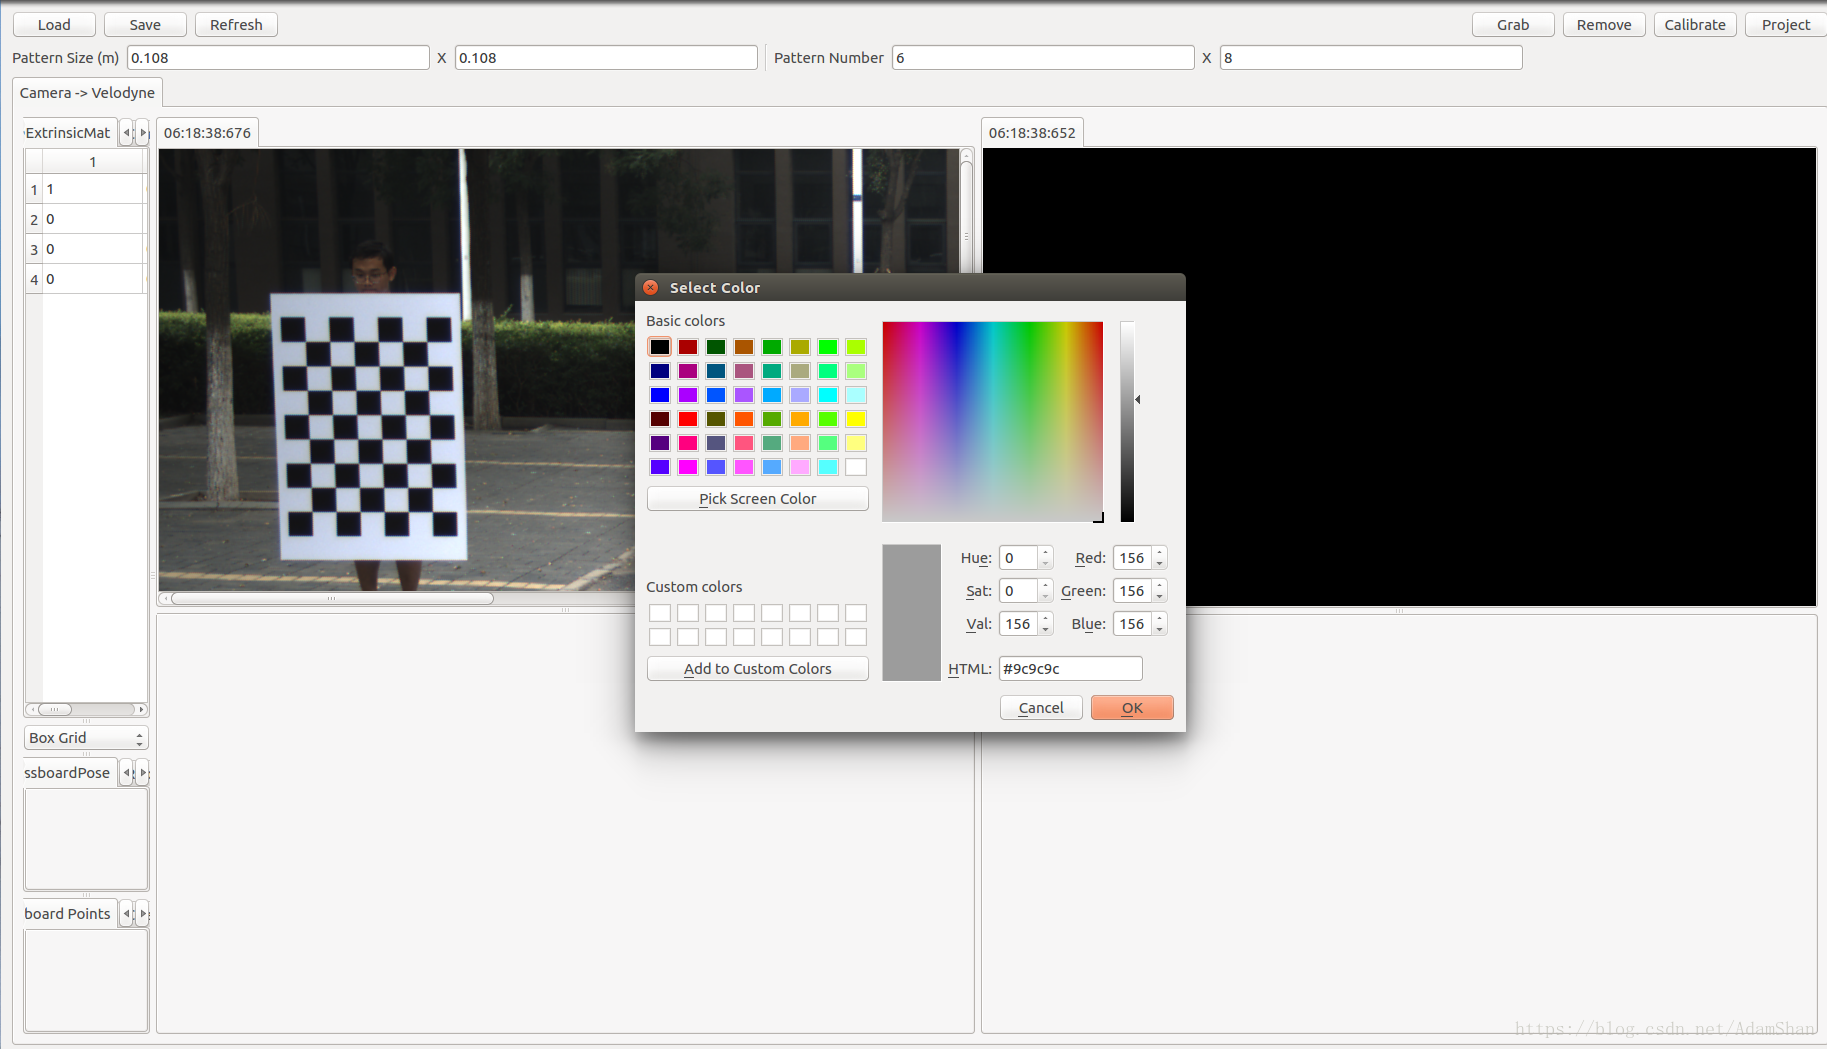 Load Save Refresh Grab Remove Calibrate Project
Pattern Size (m) 0.108 X 0.108 Pattern Number 6 X 8
Camera -> Velodyne
ExtrinsicMat 06:18:38:676 06:18:38:652
1
1 1
2 0
3 0
4 0
Select Color
Basic colors
Pick Screen Color
Hue: 0 Red: 156
Sat: 0 Green: 156
Val: 156 Blue: 156
Custom colors
Add to Custom Colors
HTML: #9c9c9c
Cancel OK
Box Grid
ssboardPose
board Points
https://blog.csdn.net/AdamShan